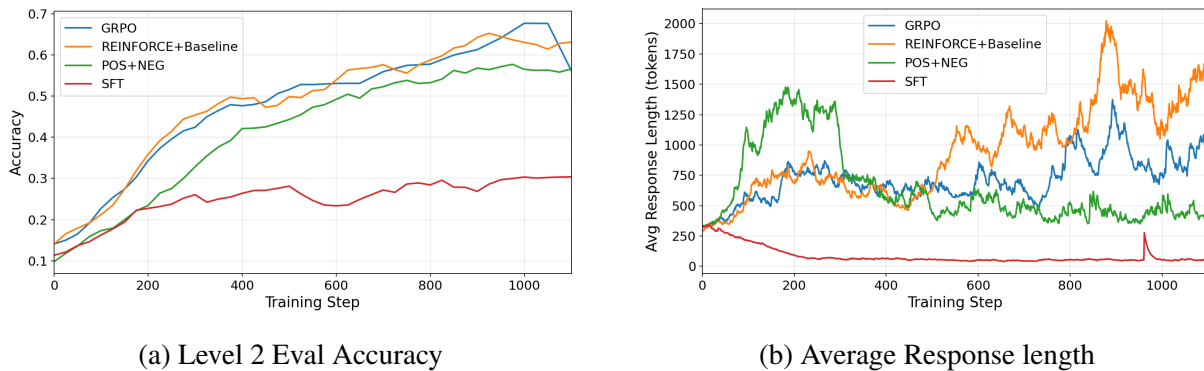 0.7
0.6
0.5
0.4
0.3
0.2
0.1
Accuracy
GRPO
REINFORCE+Baseline
POS+NEG
SFT
0 200 400 600 800 1000
Training Step
(a) Level 2 Eval Accuracy
2000
1750
1500
1250
1000
750
500
250
0
Avg Response Length (tokens)
GRPO
REINFORCE+Baseline
POS+NEG
SFT
0 200 400 600 800 1000
Training Step
(b) Average Response length